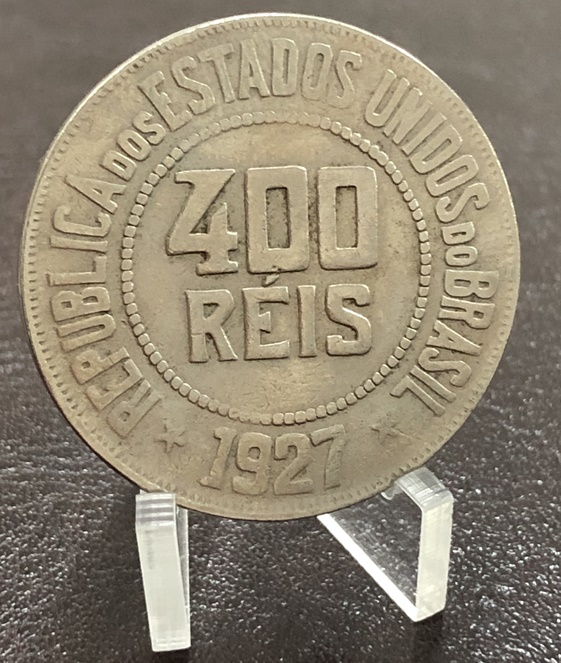 REPUBLICA DOS ESTADOS UNIDOS DO BRASIL
400
RÉIS
1927